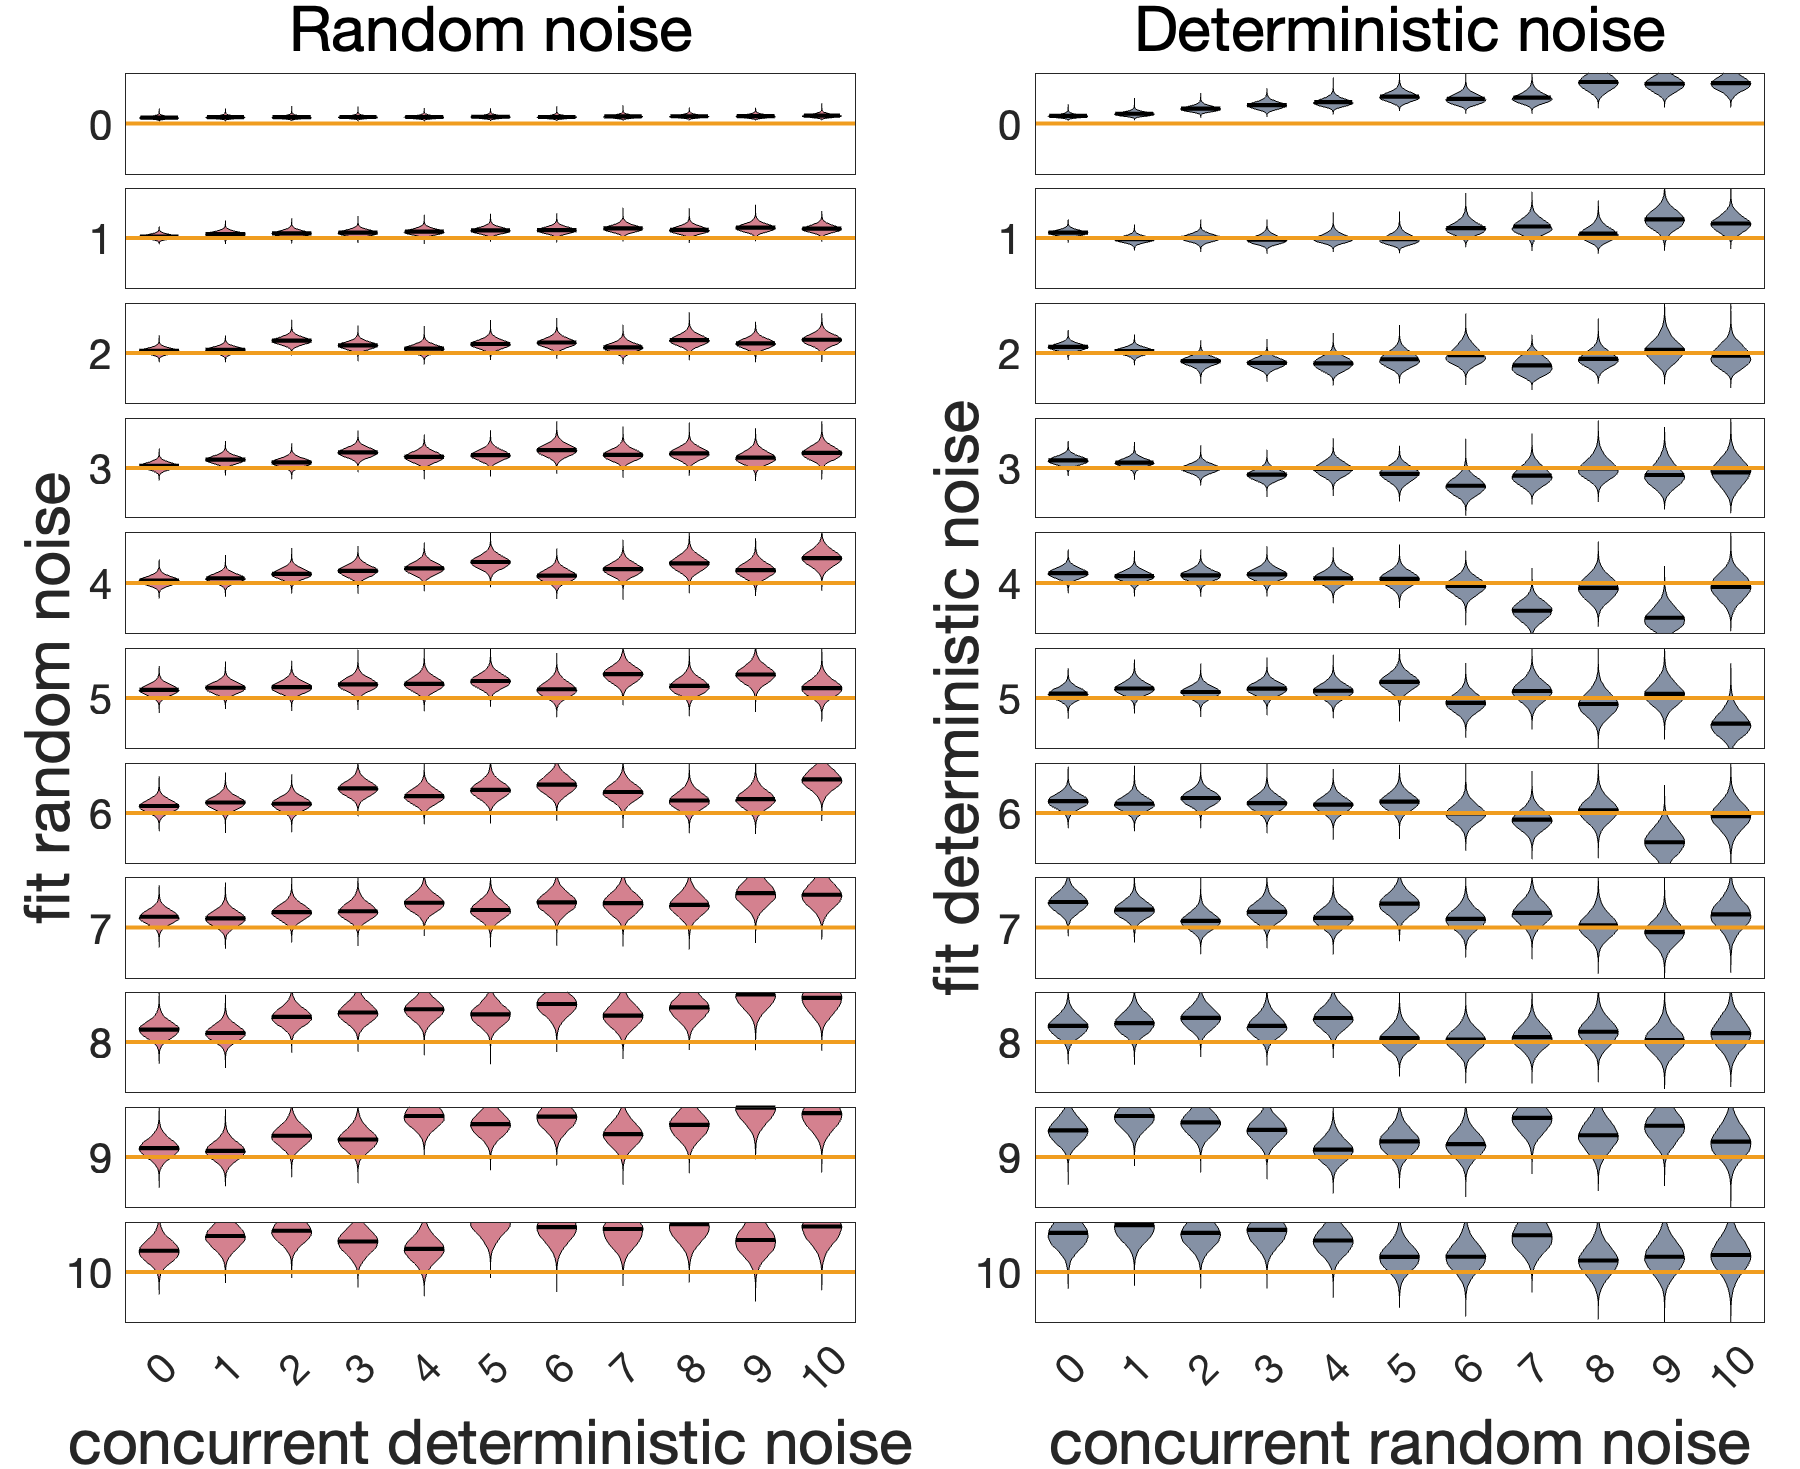 Random noise
Deterministic noise
fit random noise
0
1
2
3
4
5
6
7
8
9
10
0 1 2 3 4 5 6 7 8 9 10
concurrent deterministic noise
fit deterministic noise
0
1
2
3
4
5
6
7
8
9
10
0 1 2 3 4 5 6 7 8 9 10
concurrent random noise